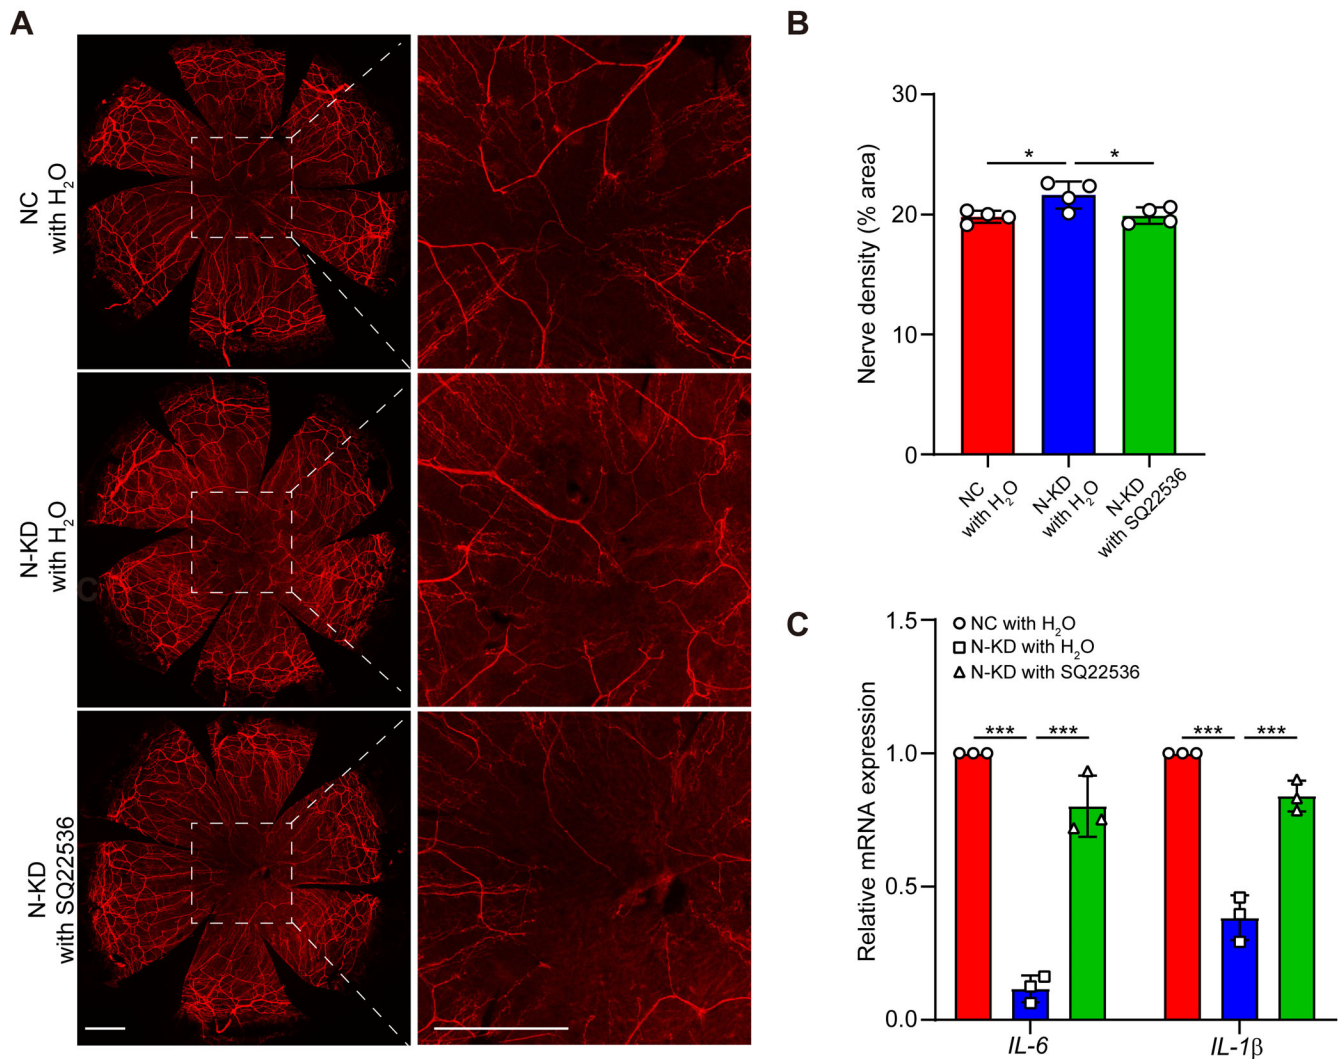 A
NC
with H₂O
N-KD
with H₂O
N-KD
with SQ22536
C
B
Nerve density (% area)
30
20
10
0
*
*
NC
with H₂O
N-KD
with H₂O
N-KD
with SQ22536
C
Relative mRNA expression
1.5
1.0
0.5
0.0
NC with H₂O
N-KD with H₂O
N-KD with SQ22536
*** ***
*** ***
IL-6
IL-1β